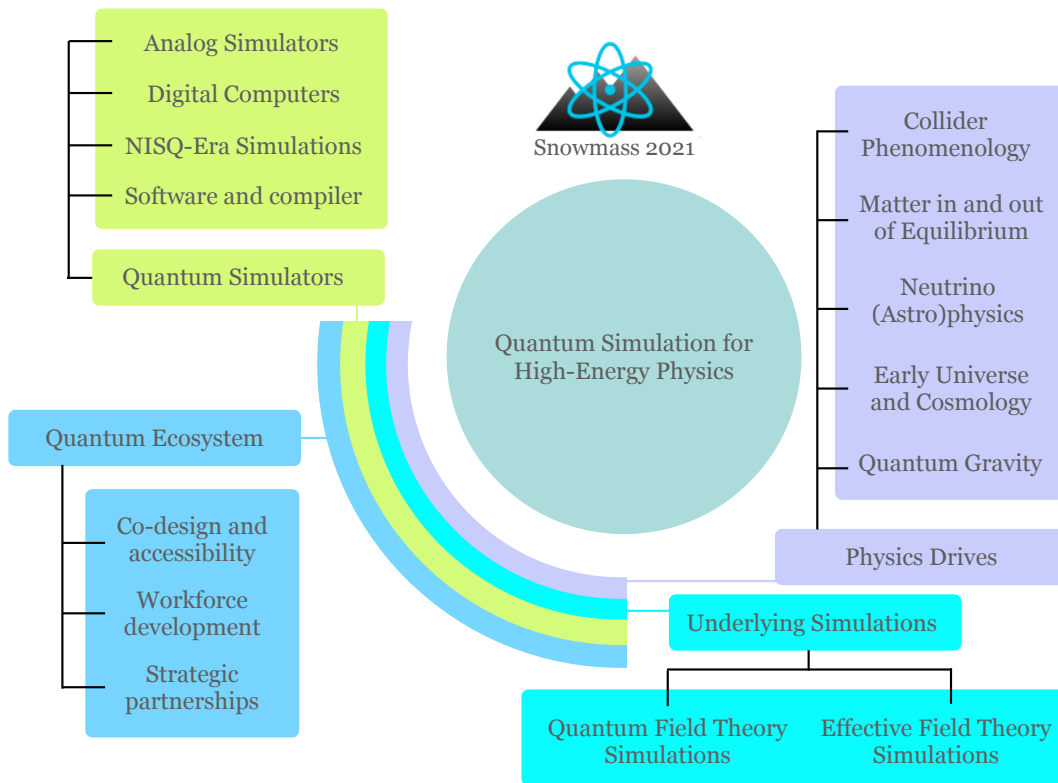 Analog Simulators
Digital Computers
NISQ-Era Simulations
Software and compiler
Quantum Simulators
Snowmass 2021
Collider
Phenomenology
Matter in and out
of Equilibrium
Neutrino
(Astro)physics
Early Universe
and Cosmology
Quantum Gravity
Physics Drives
Quantum Simulation for
High-Energy Physics
Quantum Ecosystem
Co-design and
accessibility
Workforce
development
Strategic
partnerships
Underlying Simulations
Quantum Field Theory
Simulations
Effective Field Theory
Simulations